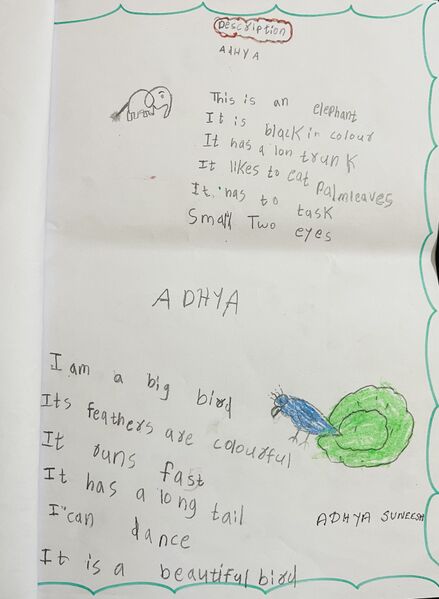 Description
ADHYA
This is an elephant
It is black in colour
It has a lon trunk
It likes to eat palmleaves
It has to task
Small Two eyes
ADHYA
I am a big bird
Its feathers are colourful
It runs fast
It has a long tail
I can dance
It is a beautiful bird
ADHYA SUNEESH